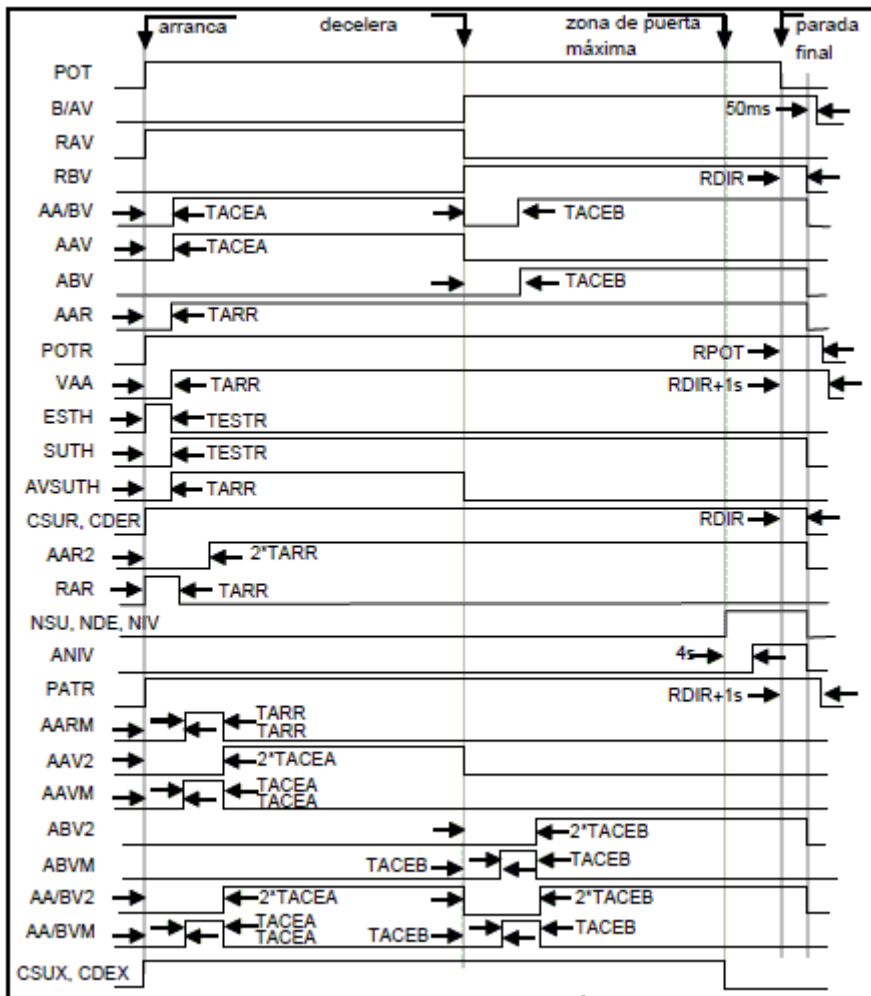 arranca decelera zona de puerta parada
máxima final
POT
B/AV 50ms
RAV
RBV RDIR
AA/BV TACEA TACEB
AAV TACEA
ABV TACEB
AAR TARR
POTR RPOT
VAA TARR RDIR+1s
ESTH TESTR
SUTH TESTR
AVSUTH TARR
CSUR, CDER RDIR
AAR2 2*TARR
RAR TARR
NSU, NDE, NIV
ANIV 4s
PATR RDIR+1s
AARM TARR
TARR
AAV2 2*TACEA
AAVM TACEA
TACEA
ABV2 2*TACEB
ABVM TACEB TACEB
AA/BV2 2*TACEA 2*TACEB
AA/BVM TACEA TACEB
TACEA TACEB
CSUX, CDEX